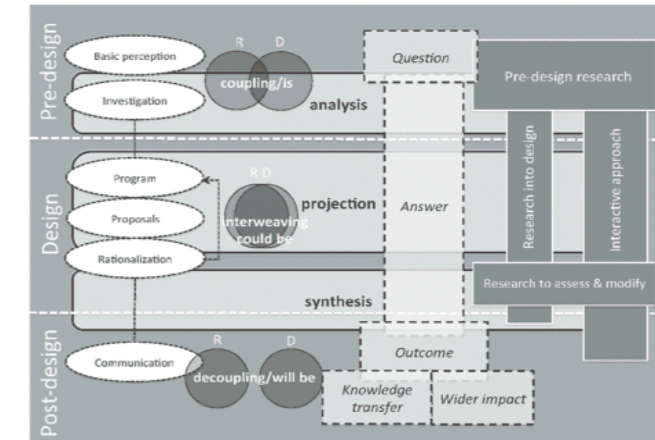 Pre-design
Basic perception
Investigation
R D
coupling/is
analysis
Question
Pre-design research
Design
Program
Proposals
Rationalization
R D
interweaving
could be
projection
synthesis
Answer
Research into design
Interactive approach
Research to assess & modify
Post-design
Communication
R D
decoupling/will be
Outcome
Knowledge
transfer
Wider impact